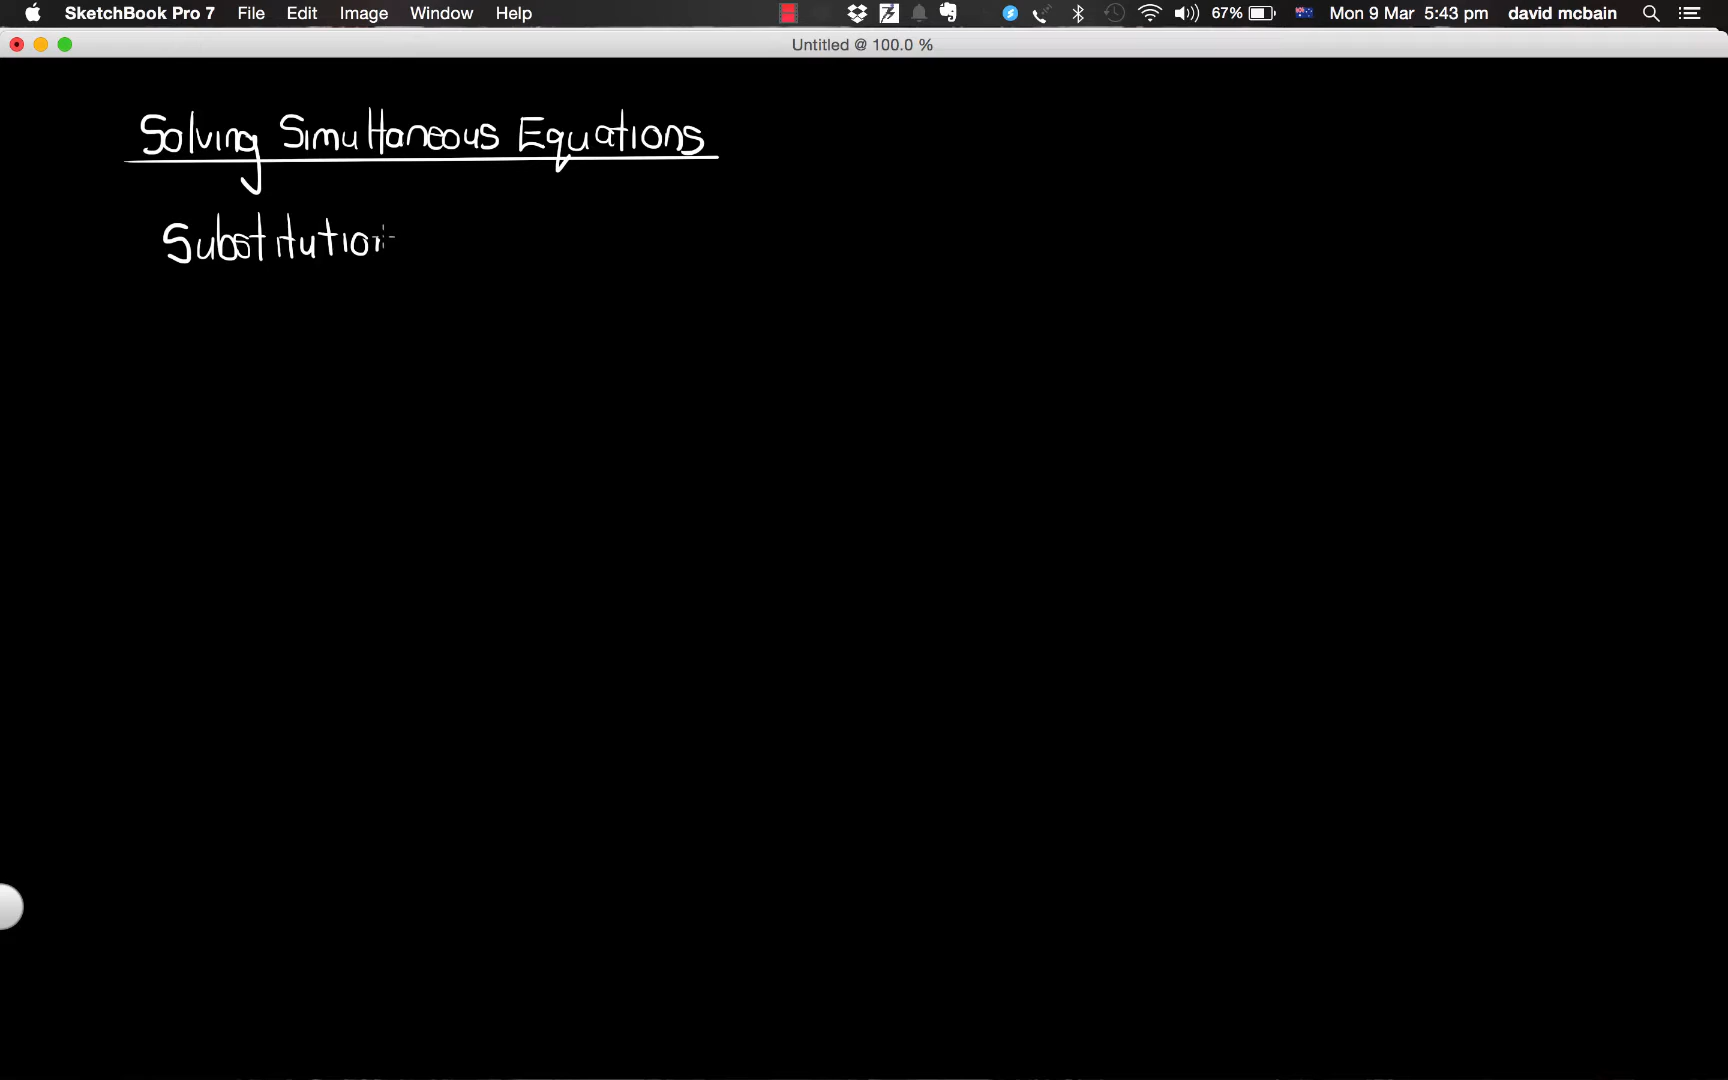 SketchBook Pro 7 File Edit Image Window Help 67% Mon 9 Mar 5:43 pm david mcbain
Untitled @ 100.0 %
Solving Simultaneous Equations
Substitution